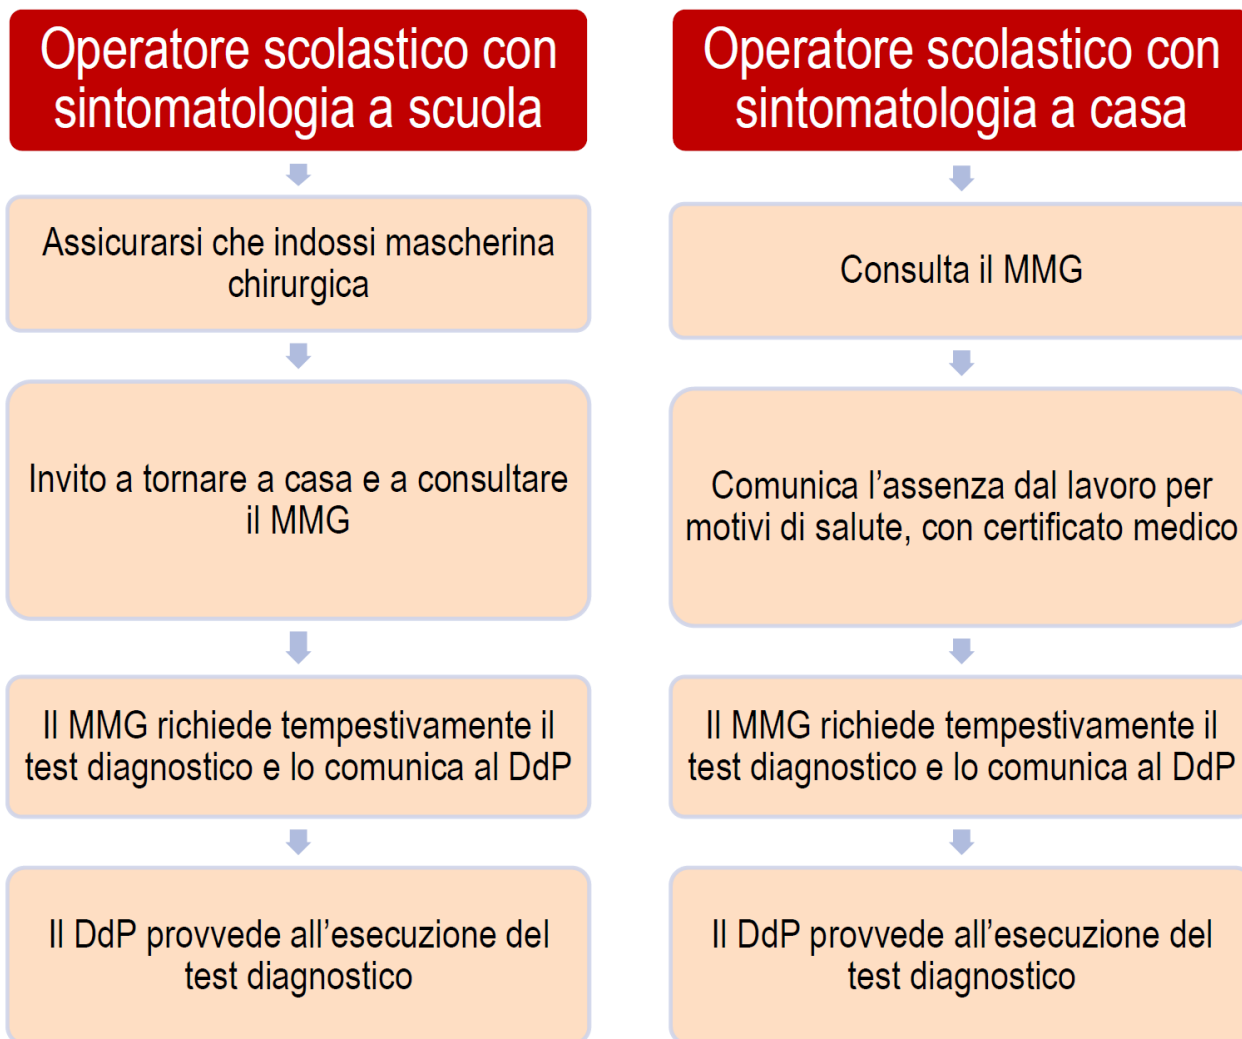 Operatore scolastico con
sintomatologia a scuola
Assicurarsi che indossi mascherina
chirurgica
Invito a tornare a casa e a consultare
il MMG
Il MMG richiede tempestivamente il
test diagnostico e lo comunica al DdP
Il DdP provvede all’esecuzione del
test diagnostico
Operatore scolastico con
sintomatologia a casa
Consulta il MMG
Comunica l’assenza dal lavoro per
motivi di salute, con certificato medico
Il MMG richiede tempestivamente il
test diagnostico e lo comunica al DdP
Il DdP provvede all’esecuzione del
test diagnostico